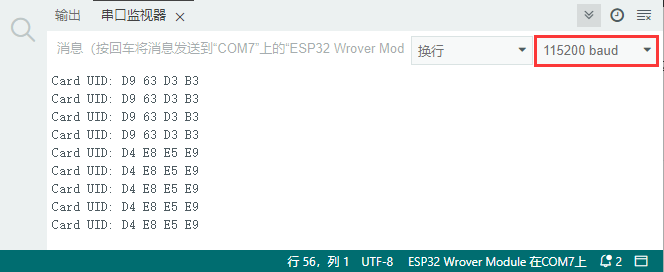 输出 串口监视器
消息（按回车将消息发送到“COM7”上的“ESP32 Wrover Mod 换行 115200 baud
Card UID: D9 63 D3 B3
Card UID: D9 63 D3 B3
Card UID: D9 63 D3 B3
Card UID: D9 63 D3 B3
Card UID: D4 E8 E5 E9
Card UID: D4 E8 E5 E9
Card UID: D4 E8 E5 E9
Card UID: D4 E8 E5 E9
Card UID: D4 E8 E5 E9
行 56，列 1 UTF-8 ESP32 Wrover Module 在COM7上 2